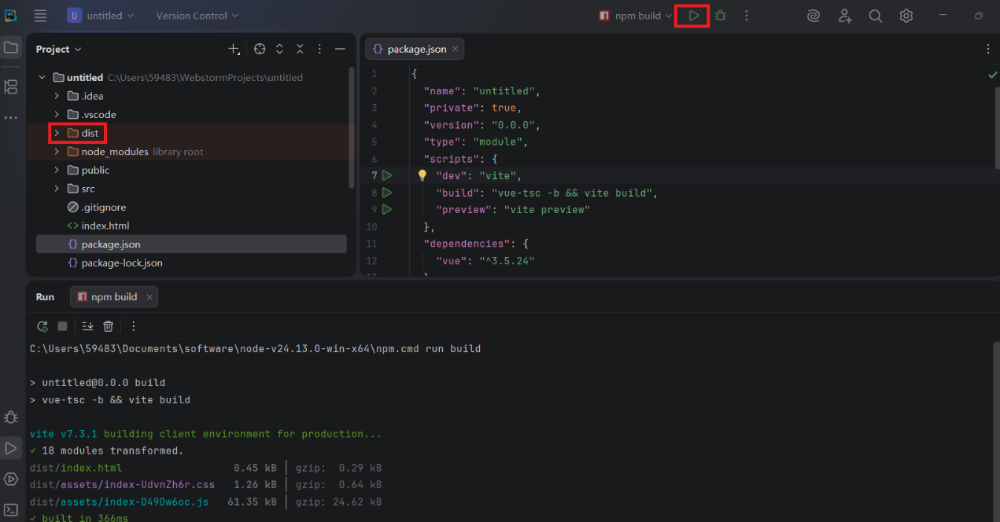 WS
U untitled
Version Control
npm build
Project
untitled C:\Users\59483\WebstormProjects\untitled
.idea
.vscode
dist
node_modules library root
public
src
.gitignore
index.html
package.json
package-lock.json
package.json
1 {
2 "name": "untitled",
3 "private": true,
4 "version": "0.0.0",
5 "type": "module",
6 "scripts": {
7 "dev": "vite",
8 "build": "vue-tsc -b && vite build",
9 "preview": "vite preview"
10 },
11 "dependencies": {
12 "vue": "^3.5.24"
Run
npm build
C:\Users\59483\Documents\software\node-v24.13.0-win-x64\npm.cmd run build
> untitled@0.0.0 build
> vue-tsc -b && vite build
vite v7.3.1 building client environment for production...
✓ 18 modules transformed.
dist/index.html 0.45 kB │ gzip: 0.29 kB
dist/assets/index-UdvnZh6r.css 1.26 kB │ gzip: 0.64 kB
dist/assets/index-D49Dw6oc.js 61.35 kB │ gzip: 24.62 kB
✓ built in 366ms